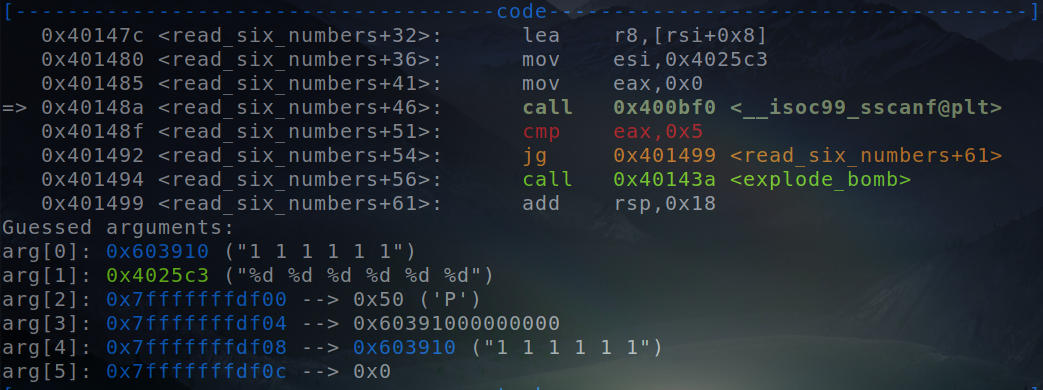 [----------------------------------code----------------------------------]
   0x40147c <read_six_numbers+32>:	lea    r8,[rsi+0x8]
   0x401480 <read_six_numbers+36>:	mov    esi,0x4025c3
   0x401485 <read_six_numbers+41>:	mov    eax,0x0
=> 0x40148a <read_six_numbers+46>:	call   0x400bf0 <__isoc99_sscanf@plt>
   0x40148f <read_six_numbers+51>:	cmp    eax,0x5
   0x401492 <read_six_numbers+54>:	jg     0x401499 <read_six_numbers+61>
   0x401494 <read_six_numbers+56>:	call   0x40143a <explode_bomb>
   0x401499 <read_six_numbers+61>:	add    rsp,0x18
Guessed arguments:
arg[0]: 0x603910 ("1 1 1 1 1 1")
arg[1]: 0x4025c3 ("%d %d %d %d %d %d")
arg[2]: 0x7fffffffdf00 --> 0x50 ('P')
arg[3]: 0x7fffffffdf04 --> 0x60391000000000
arg[4]: 0x7fffffffdf08 --> 0x603910 ("1 1 1 1 1 1")
arg[5]: 0x7fffffffdf0c --> 0x0